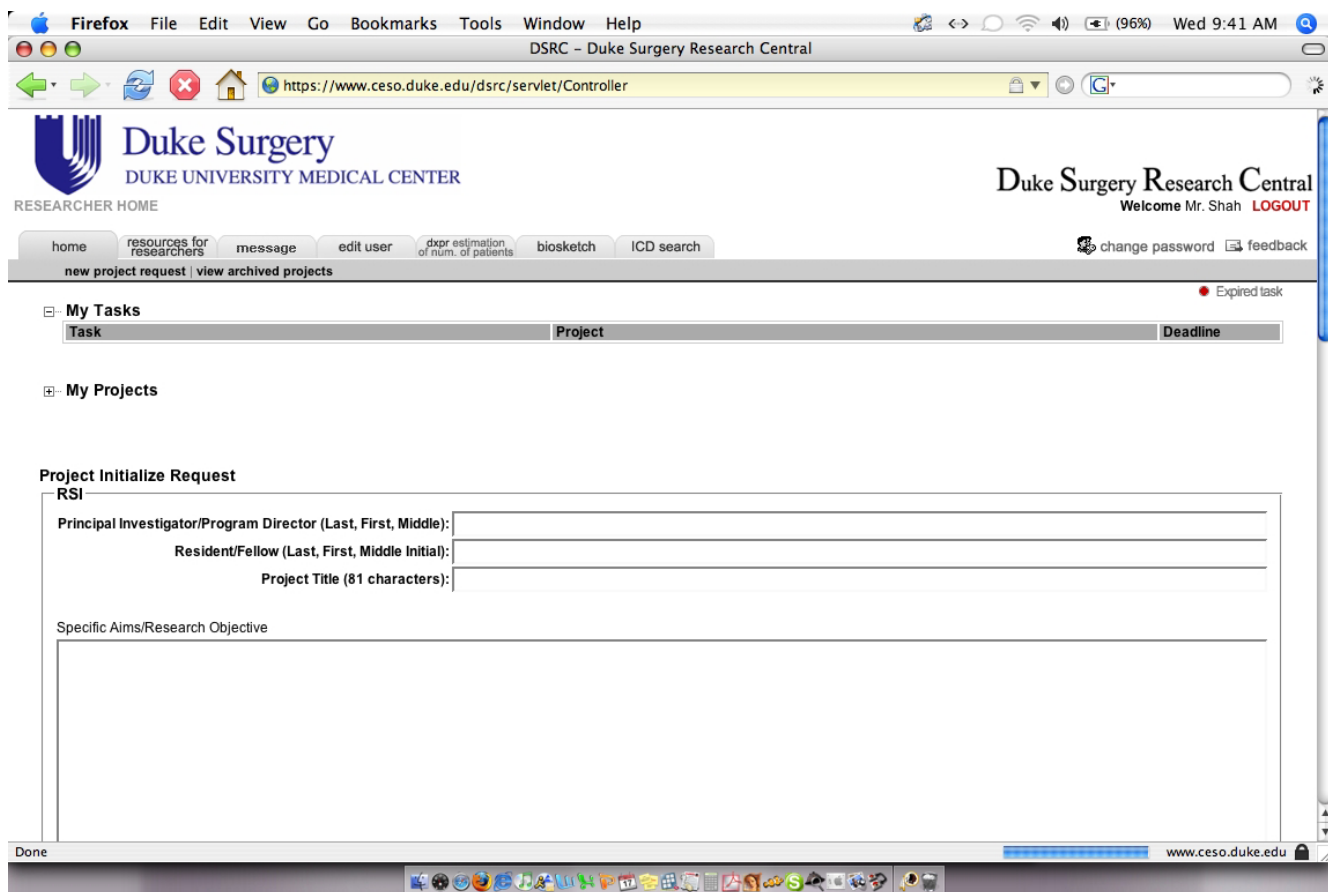 Firefox File Edit View Go Bookmarks Tools Window Help (96%) Wed 9:41 AM
DSRC – Duke Surgery Research Central
https://www.ceso.duke.edu/dsrc/servlet/Controller G
Duke Surgery
DUKE UNIVERSITY MEDICAL CENTER
Duke Surgery Research Central
RESEARCHER HOME
Welcome Mr. Shah LOGOUT
home resources for researchers message edit user dxpr estimation of num. of patients biosketch ICD search change password feedback
new project request | view archived projects
Expired task
My Tasks
Task Project Deadline
My Projects
Project Initialize Request
RSI
Principal Investigator/Program Director (Last, First, Middle):
Resident/Fellow (Last, First, Middle Initial):
Project Title (81 characters):
Specific Aims/Research Objective
Done www.ceso.duke.edu